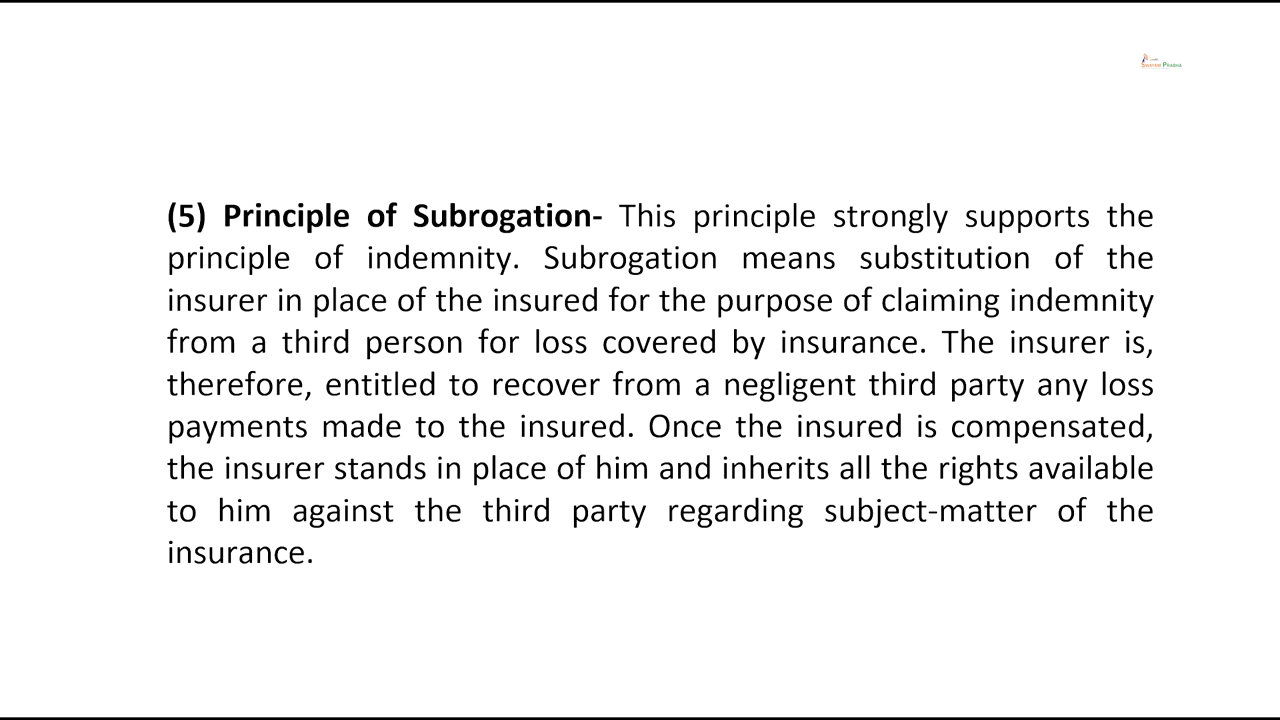 SWAYAM PRABHA
(5) Principle of Subrogation- This principle strongly supports the
principle of indemnity. Subrogation means substitution of the
insurer in place of the insured for the purpose of claiming indemnity
from a third person for loss covered by insurance. The insurer is,
therefore, entitled to recover from a negligent third party any loss
payments made to the insured. Once the insured is compensated,
the insurer stands in place of him and inherits all the rights available
to him against the third party regarding subject-matter of the
insurance.